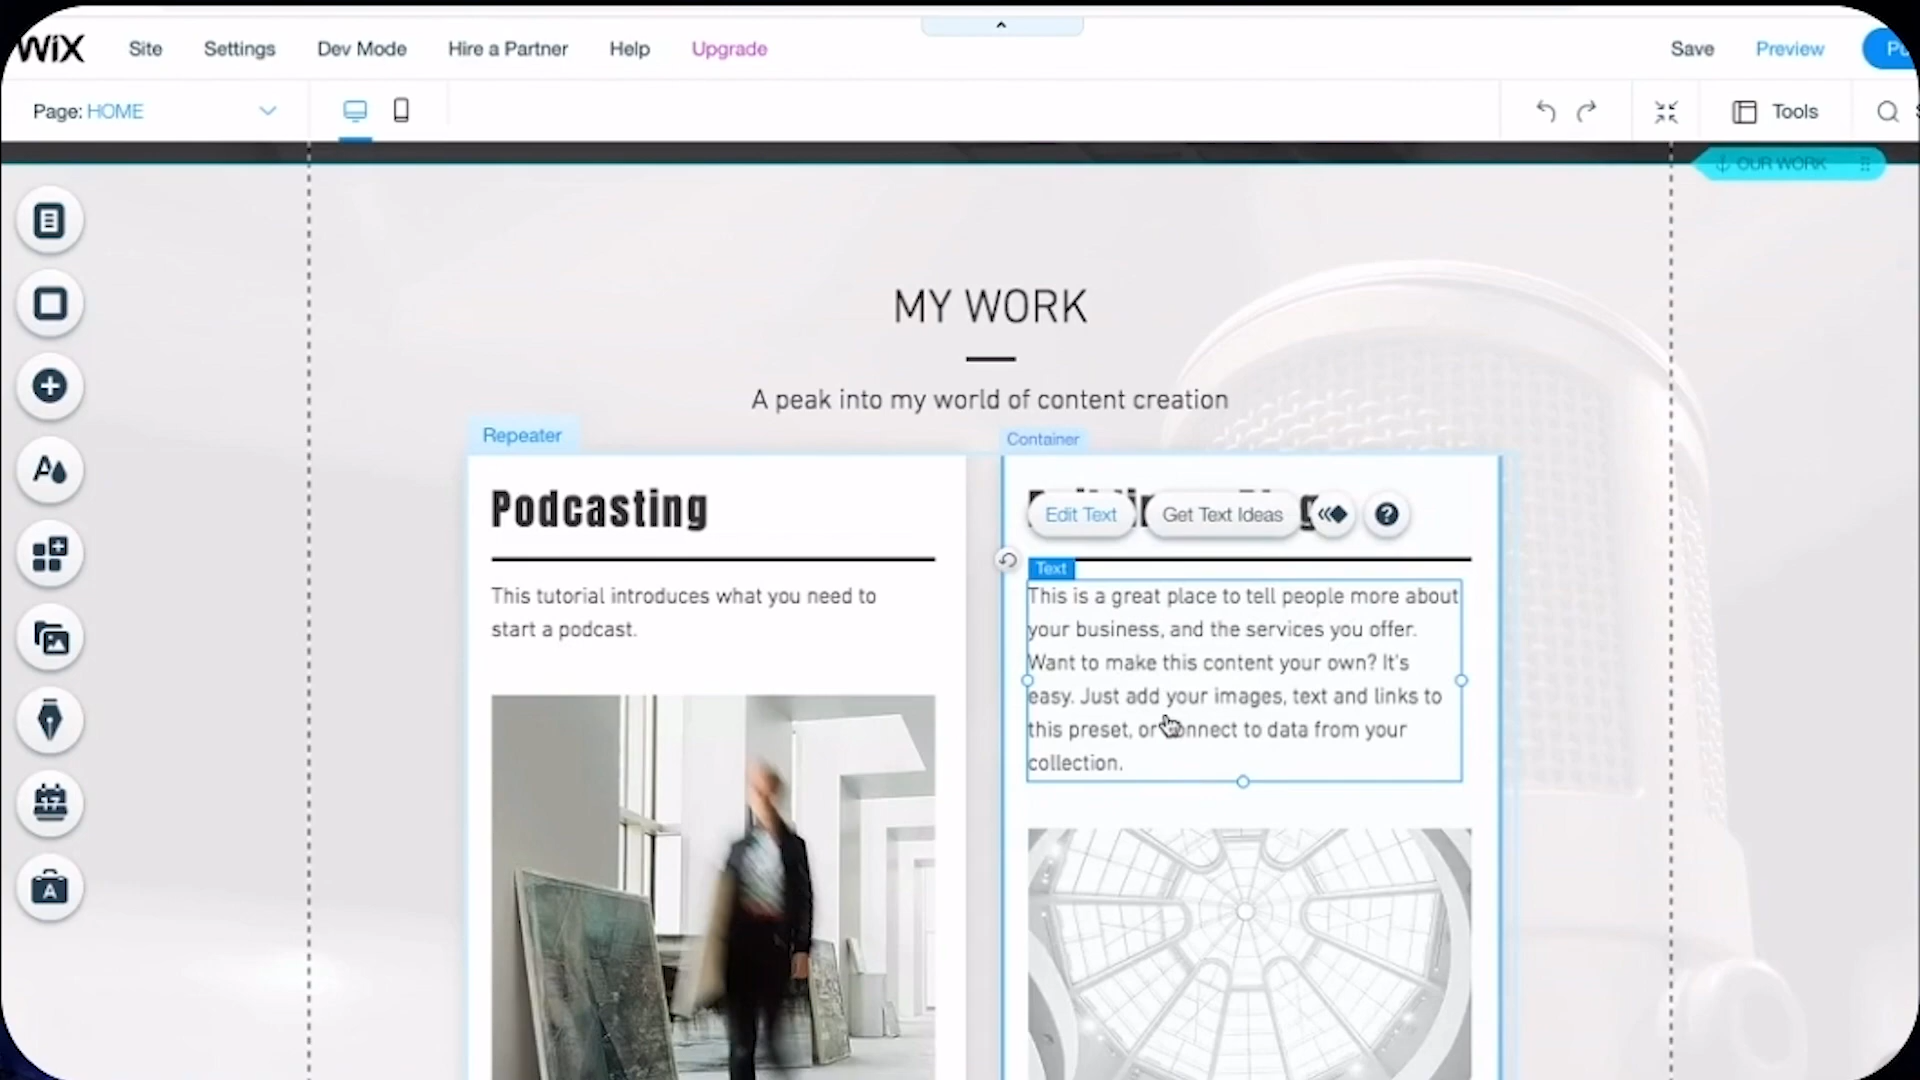 WiX
Site
Settings
Dev Mode
Hire a Partner
Help
Upgrade
Save
Preview
Page: HOME
Tools
OUR WORK
MY WORK
A peak into my world of content creation
Repeater
Container
Podcasting
Edit Text
Get Text Ideas
Text
This tutorial introduces what you need to
start a podcast.
This is a great place to tell people more about
your business, and the services you offer.
Want to make this content your own? It's
easy. Just add your images, text and links to
this preset, or connect to data from your
collection.